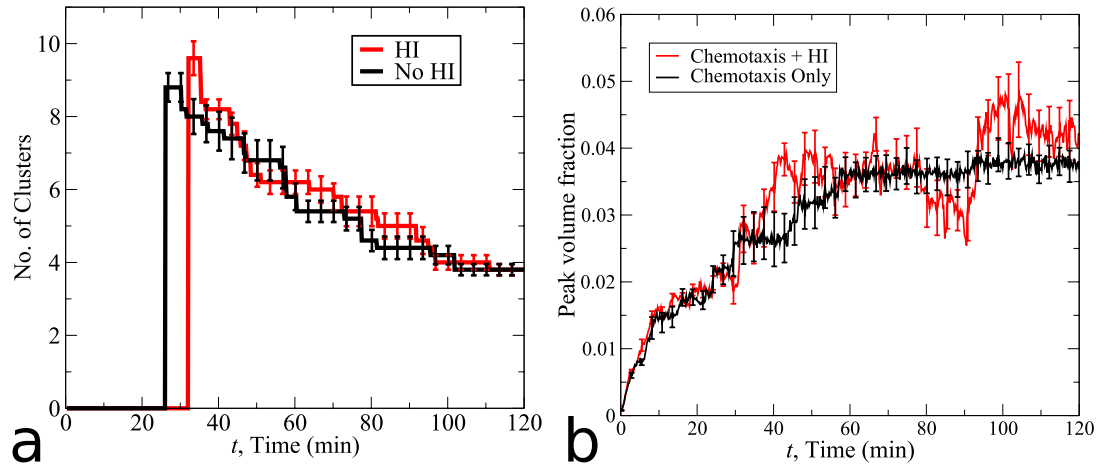 10
8
6
4
2
0
No. of Clusters
HI
No HI
0 20 40 60 80 100 120
t, Time (min)
a
0.06
0.05
0.04
0.03
0.02
0.01
0
Peak volume fraction
Chemotaxis + HI
Chemotaxis Only
0 20 40 60 80 100 120
t, Time (min)
b